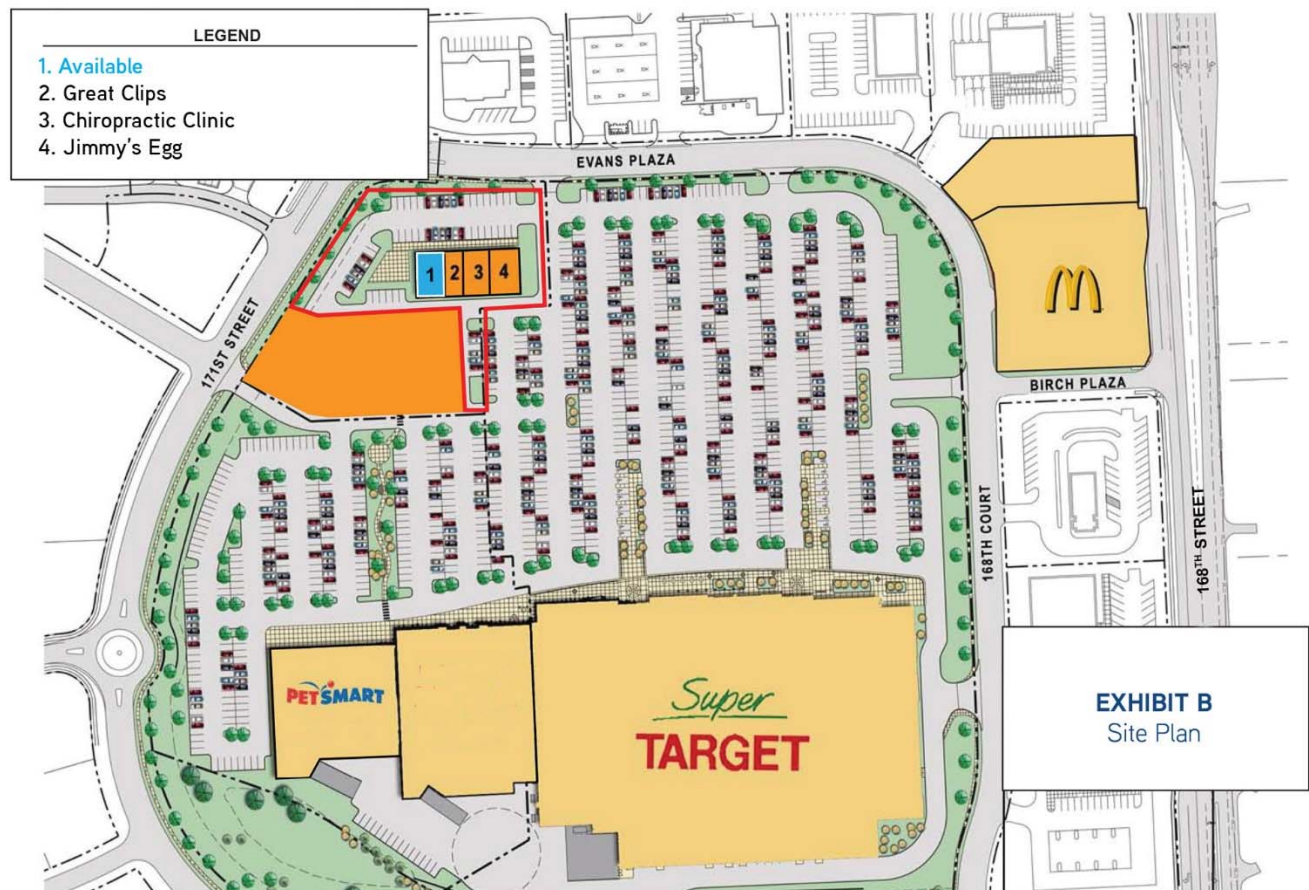 LEGEND
1. Available
2. Great Clips
3. Chiropractic Clinic
4. Jimmy's Egg
EVANS PLAZA
1
2
3
4
171ST STREET
BIRCH PLAZA
168TH COURT
168TH STREET
PETSMART
Super
TARGET
EXHIBIT B
Site Plan